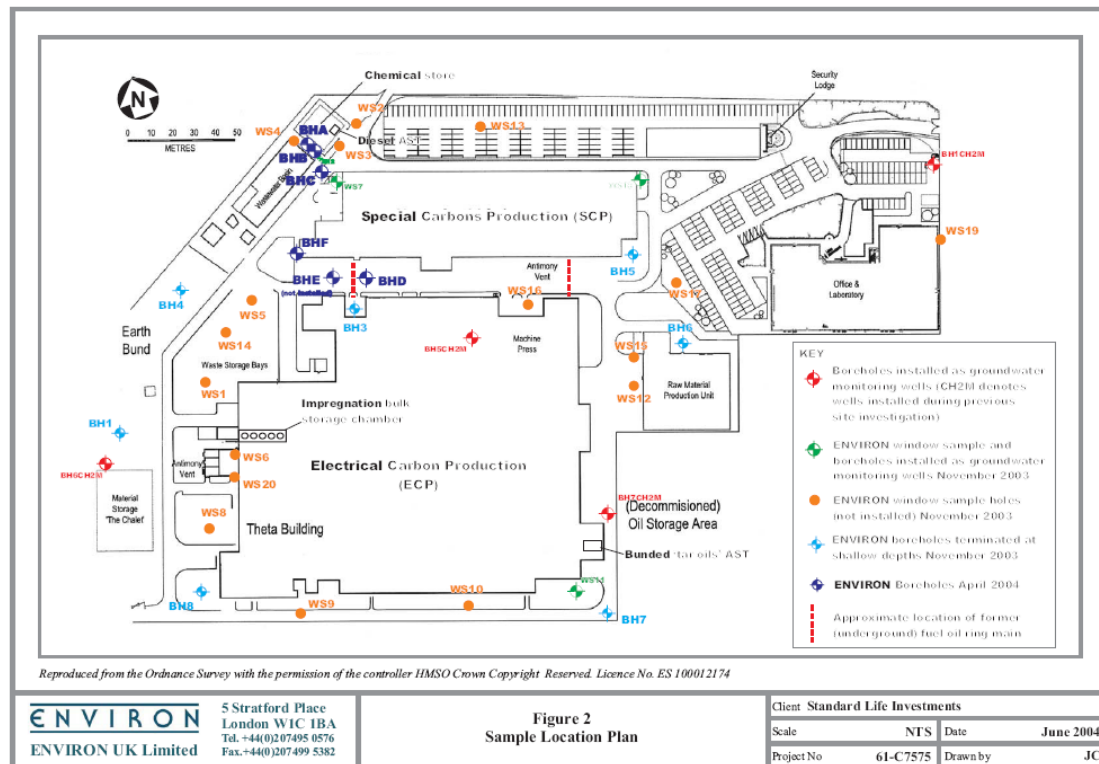 Chemical store
Security
Lodge
N
0 10 20 30 40 50
METRES
WS2
WS4
BHA
Diesel AST
WS13
WS3
BHB
BH1CH2M
BHC
WS7
Special Carbons Production (SCP)
WS19
BHF
BH5
Antimony
Vent
BHE
BHD
(not installed)
WS17
Office &
Laboratory
BH4
WS16
WS5
BH3
Earth
Bund
WS14
BH5CH2M
Machine
Press
BH6
Waste Storage Bays
WS15
WS1
WS12
Raw Material
Production Unit
Impregnation bulk
storage chamber
BH1
WS6
Antimony
Vent
Electrical Carbon Production
(ECP)
BH6CH2M
WS20
Material
Storage
'The Chalet'
BH7CH2M
(Decommisioned)
Oil Storage Area
WS8
Theta Building
Bunded 'tar oils' AST
BH8
WS9
WS10
WS11
BH7
KEY
Boreholes installed as groundwater
monitoring wells (CH2M denotes
wells installed during previous
site investigation)
ENVIRON window sample and
boreholes installed as groundwater
monitoring wells November 2003
ENVIRON window sample holes
(not installed) November 2003
ENVIRON boreholes terminated at
shallow depths November 2003
ENVIRON Boreholes April 2004
Approximate location of former
(underground) fuel oil ring main
Reproduced from the Ordnance Survey with the permission of the controller HMSO Crown Copyright Reserved. Licence No. ES 100012174
ENVIRON
ENVIRON UK Limited
5 Stratford Place
London W1C 1BA
Tel. +44(0)207495 0576
Fax.+44(0)207499 5382
Figure 2
Sample Location Plan
Client Standard Life Investments
Scale NTS Date June 2004
Project No 61-C7575 Drawn by JC